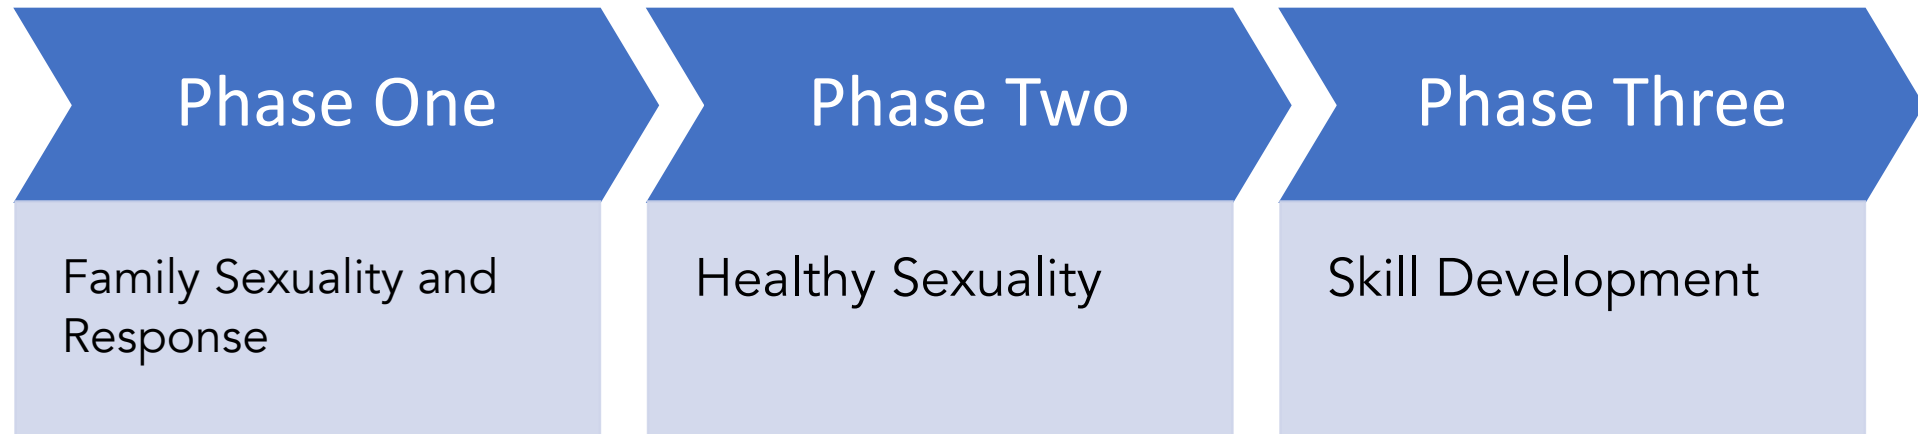 Phase One
Phase Two
Phase Three
Family Sexuality and
Response
Healthy Sexuality
Skill Development